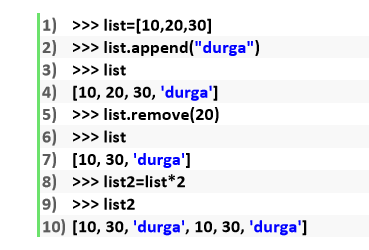 1) >>> list=[10,20,30]
2) >>> list.append("durga")
3) >>> list
4) [10, 20, 30, 'durga']
5) >>> list.remove(20)
6) >>> list
7) [10, 30, 'durga']
8) >>> list2=list*2
9) >>> list2
10) [10, 30, 'durga', 10, 30, 'durga']